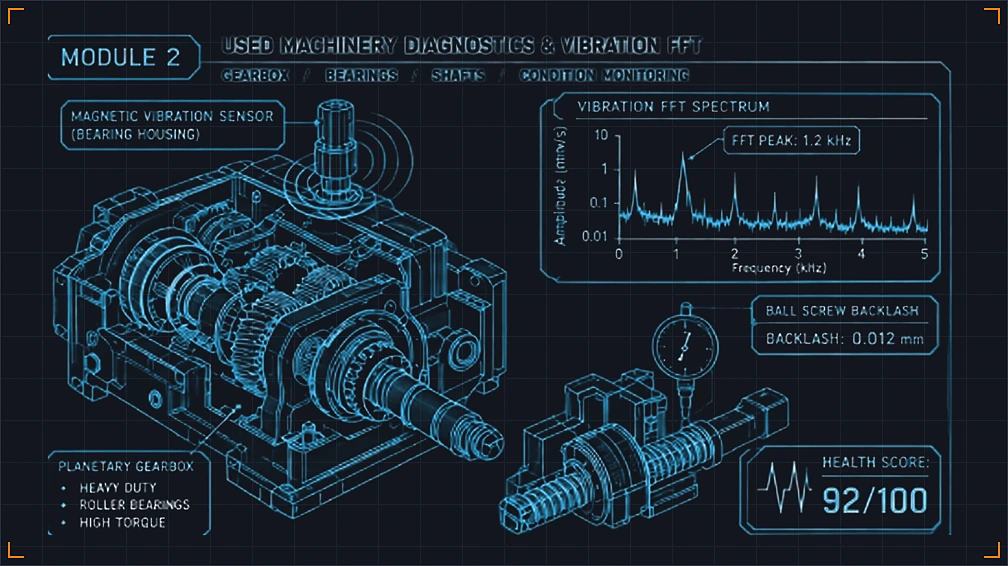 MODULE 2
USED MACHINERY DIAGNOSTICS & VIBRATION FFT
GEARBOX / BEARINGS / SHAFTS / CONDITION MONITORING
MAGNETIC VIBRATION SENSOR
(BEARING HOUSING)
VIBRATION FFT SPECTRUM
FFT PEAK: 1.2 kHz
Amplitude (mm/s)
10
1
0.1
0.01
0 1 2 3 4 5
Frequency (kHz)
BALL SCREW BACKLASH
BACKLASH: 0.012 mm
PLANETARY GEARBOX
• HEAVY DUTY
• ROLLER BEARINGS
• HIGH TORQUE
HEALTH SCORE:
92/100